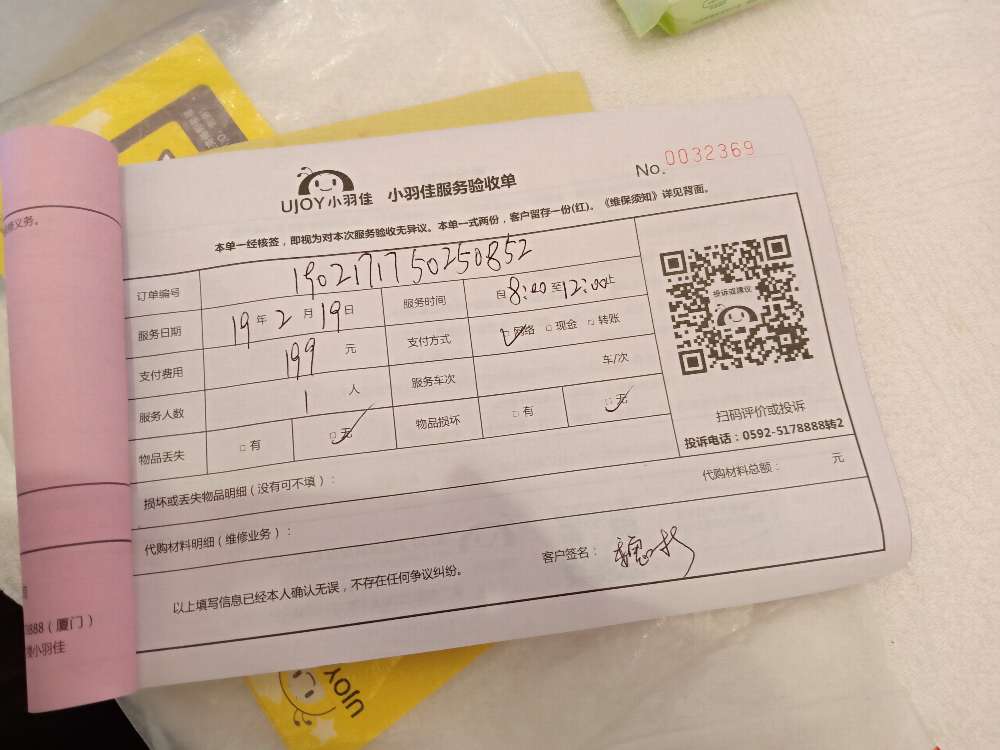 UJOY小羽佳 小羽佳服务验收单 No.0032369
本单一经核签，即视为对本次服务验收无异议。本单一式两份，客户留存一份(红)。《维保须知》详见背面。
订单编号 190217175025 0852
服务日期 19年2月19日 服务时间 自8:00至12:00止
支付费用 199元 支付方式 □网络 □现金 □转账
服务人数 1人 服务车次 车/次
物品丢失 □有 □无 物品损坏 □有 □无
投诉或建议
扫码评价或投诉
投诉电话：0592-5178888转2
损坏或丢失物品明细（没有可不填）：
代购材料明细（维修业务）： 代购材料总额： 元
以上填写信息已经本人确认无误，不存在任何争议纠纷。 客户签名：
修义务。
0888（厦门）
小羽佳
UJOY